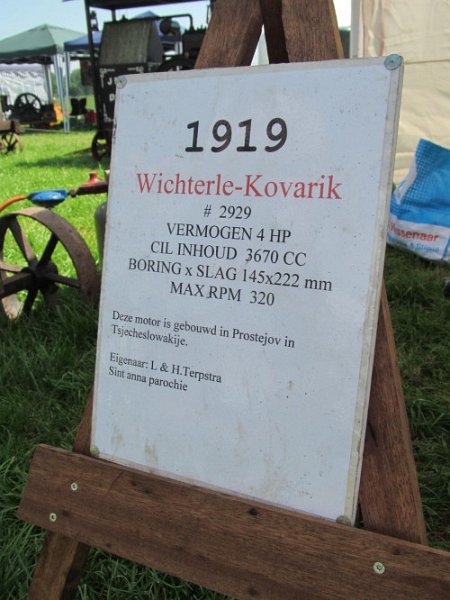 1919
Wichterle-Kovarik
# 2929
VERMOGEN 4 HP
CIL INHOUD 3670 CC
BORING x SLAG 145x222 mm
MAX RPM 320
Deze motor is gebouwd in Prostejov in
Tsjecheslowakije.
Eigenaar: L & H.Terpstra
Sint anna parochie